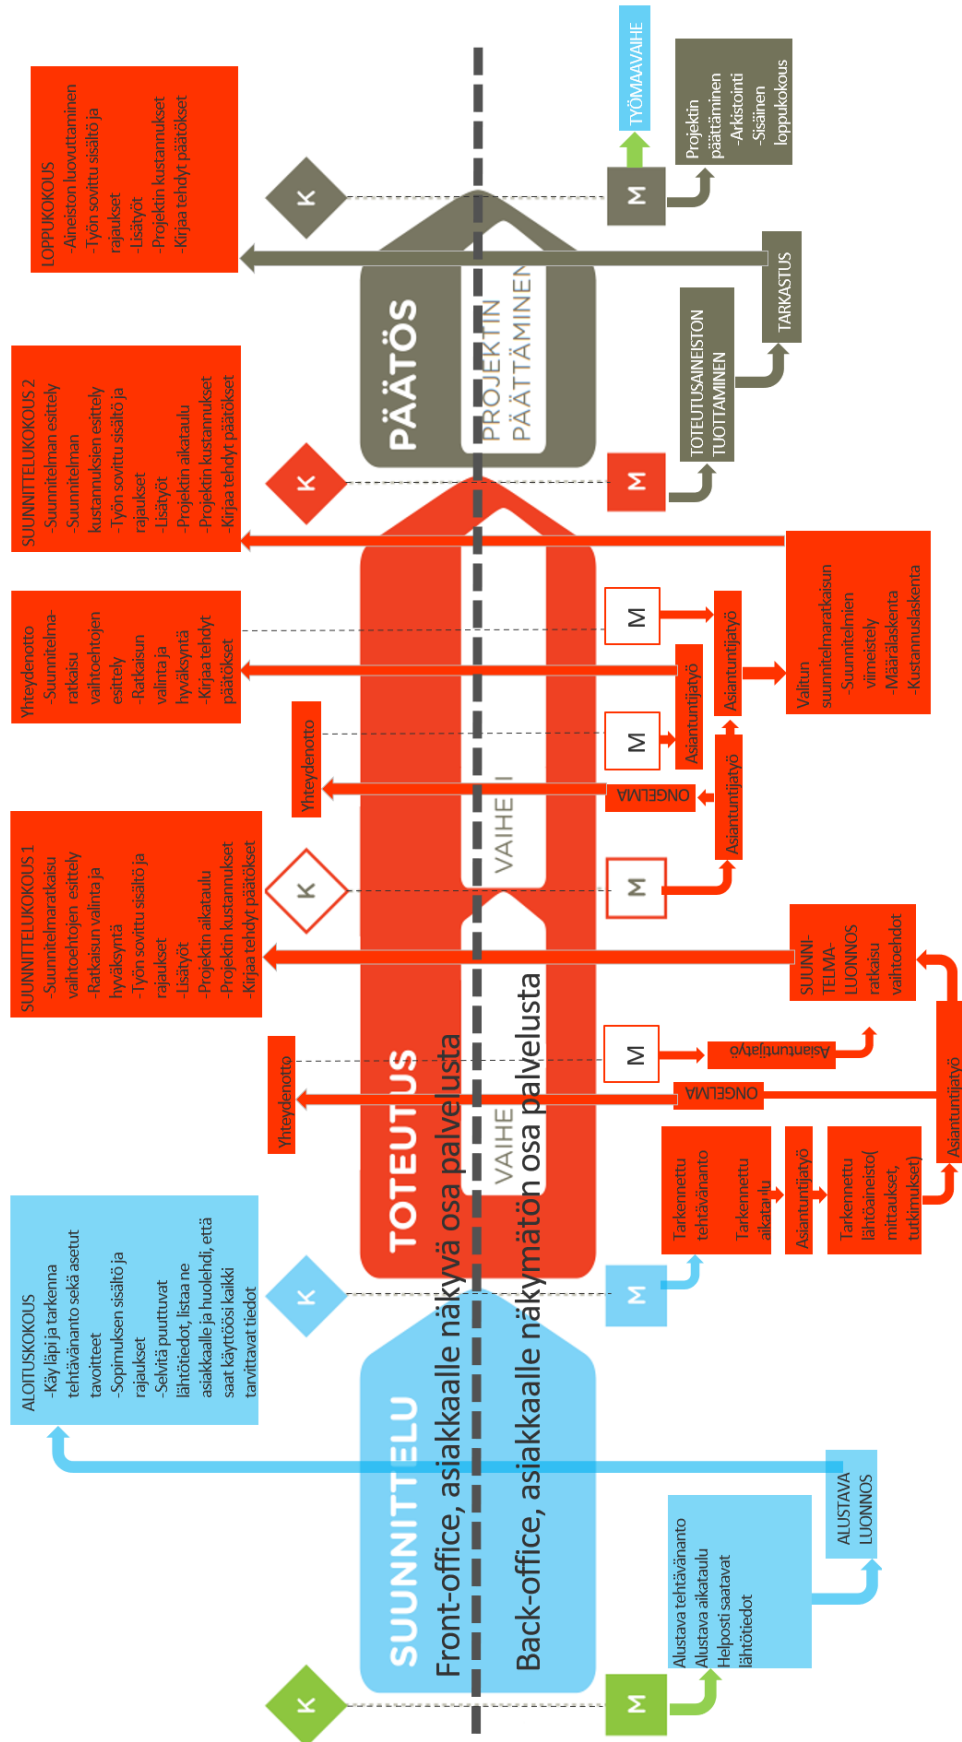 ALOITUSKOKOUS
-Käy läpi ja tarkenna
tehtävänanto sekä asetut
tavoitteet
-Sopimuksen sisältö ja
rajaukset
-Selvitä puuttuvat
lähtötiedot, listaa ne
asiakkaalle ja huolehdi, että
saat käyttöösi kaikki
tarvittavat tiedot
SUUNNITTELUKOKOUS 1
-Suunnitelmaratkaisu
vaihtoehtojen esittely
-Ratkaisun valinta ja
hyväksyntä
-Työn sovittu sisältö ja
rajaukset
-Lisätyöt
-Projektin aikataulu
-Projektin kustannukset
-Kirjaa tehdyt päätökset
Yhteydenotto
-Suunnitelma-
ratkaisu
vaihtoehtojen
esittely
-Ratkaisun
valinta ja
hyväksyntä
-Kirjaa tehdyt
päätökset
SUUNNITTELUKOKOUS 2
-Suunnitelman esittely
-Suunnitelman
kustannuksien esittely
-Työn sovittu sisältö ja
rajaukset
-Lisätyöt
-Projektin aikataulu
-Projektin kustannukset
-Kirjaa tehdyt päätökset
LOPPUKOKOUS
-Aineiston luovuttaminen
-Työn sovittu sisältö ja
rajaukset
-Lisätyöt
-Projektin kustannukset
-Kirjaa tehdyt päätökset
Yhteydenotto
Yhteydenotto
K
K
K
K
K
SUUNNITTELU
TOTEUTUS
PÄÄTÖS
Front-office, asiakkaalle näkyvä osa palvelusta
VAIHE
VAIHE I
PROJEKTIN
PÄÄTTÄMINEN
Back-office, asiakkaalle näkymätön osa palvelusta
M
M
M
M
M
M
M
M
TYÖMAAVAIHE
Alustava tehtävänanto
Alustava aikataulu
Helposti saatavat
lähtötiedot
ALUSTAVA
LUONNOS
Tarkennettu
tehtävänanto
Tarkennettu
aikataulu
Asiantuntijatyö
Tarkennettu
lähtöaineisto(
mittaukset,
tutkimukset)
Asiantuntijatyö
ONGELMA
Asiantuntijatyö
SUUNNI-
TELMA-
LUONNOS
ratkaisu
vaihtoehdot
ONGELMA
Asiantuntijatyö
Asiantuntijatyö
Asiantuntijatyö
Valitun
suunnitelmaratkaisun
-Suunnitelmien
viimeistely
-Määrälaskenta
-Kustannuslaskenta
TOTEUTUSAINEISTON
TUOTTAMINEN
TARKASTUS
Projektin
päättäminen
-Arkistointi
-Sisäinen
loppukokous